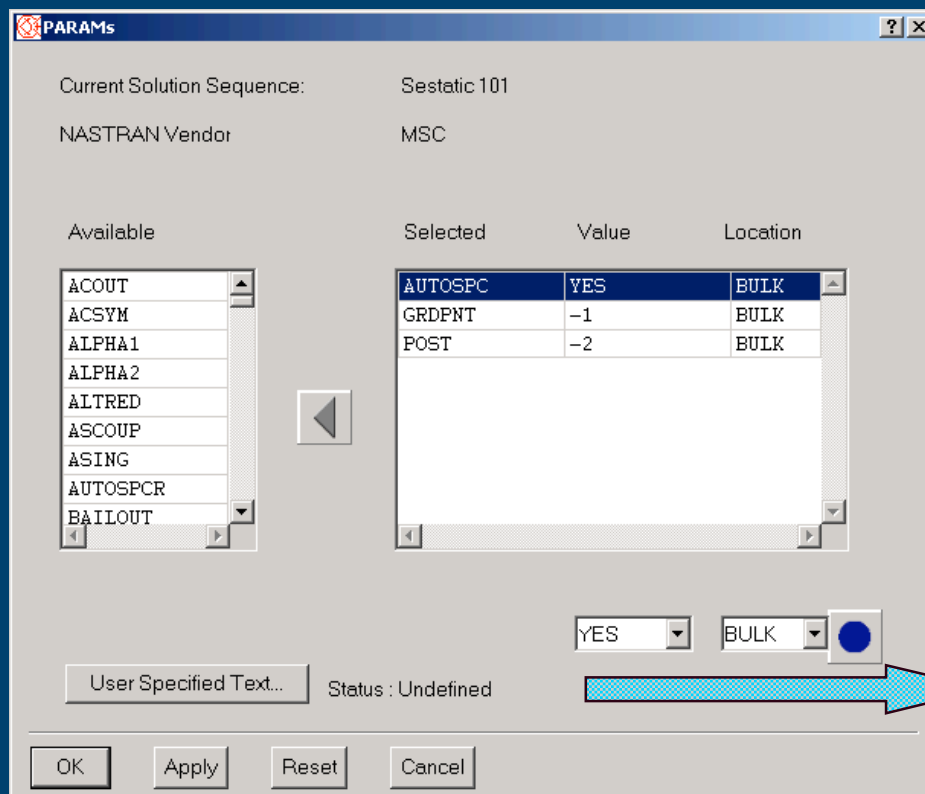 PARAMs
Current Solution Sequence: Sestatic 101
NASTRAN Vendor MSC
Available Selected Value Location
ACOUT
ACSYM
ALPHA1
ALPHA2
ALTRED
ASCOUP
ASING
AUTOSPCR
BAILOUT
AUTOSPC YES BULK
GRDPNT -1 BULK
POST -2 BULK
YES BULK
User Specified Text... Status : Undefined
OK Apply Reset Cancel